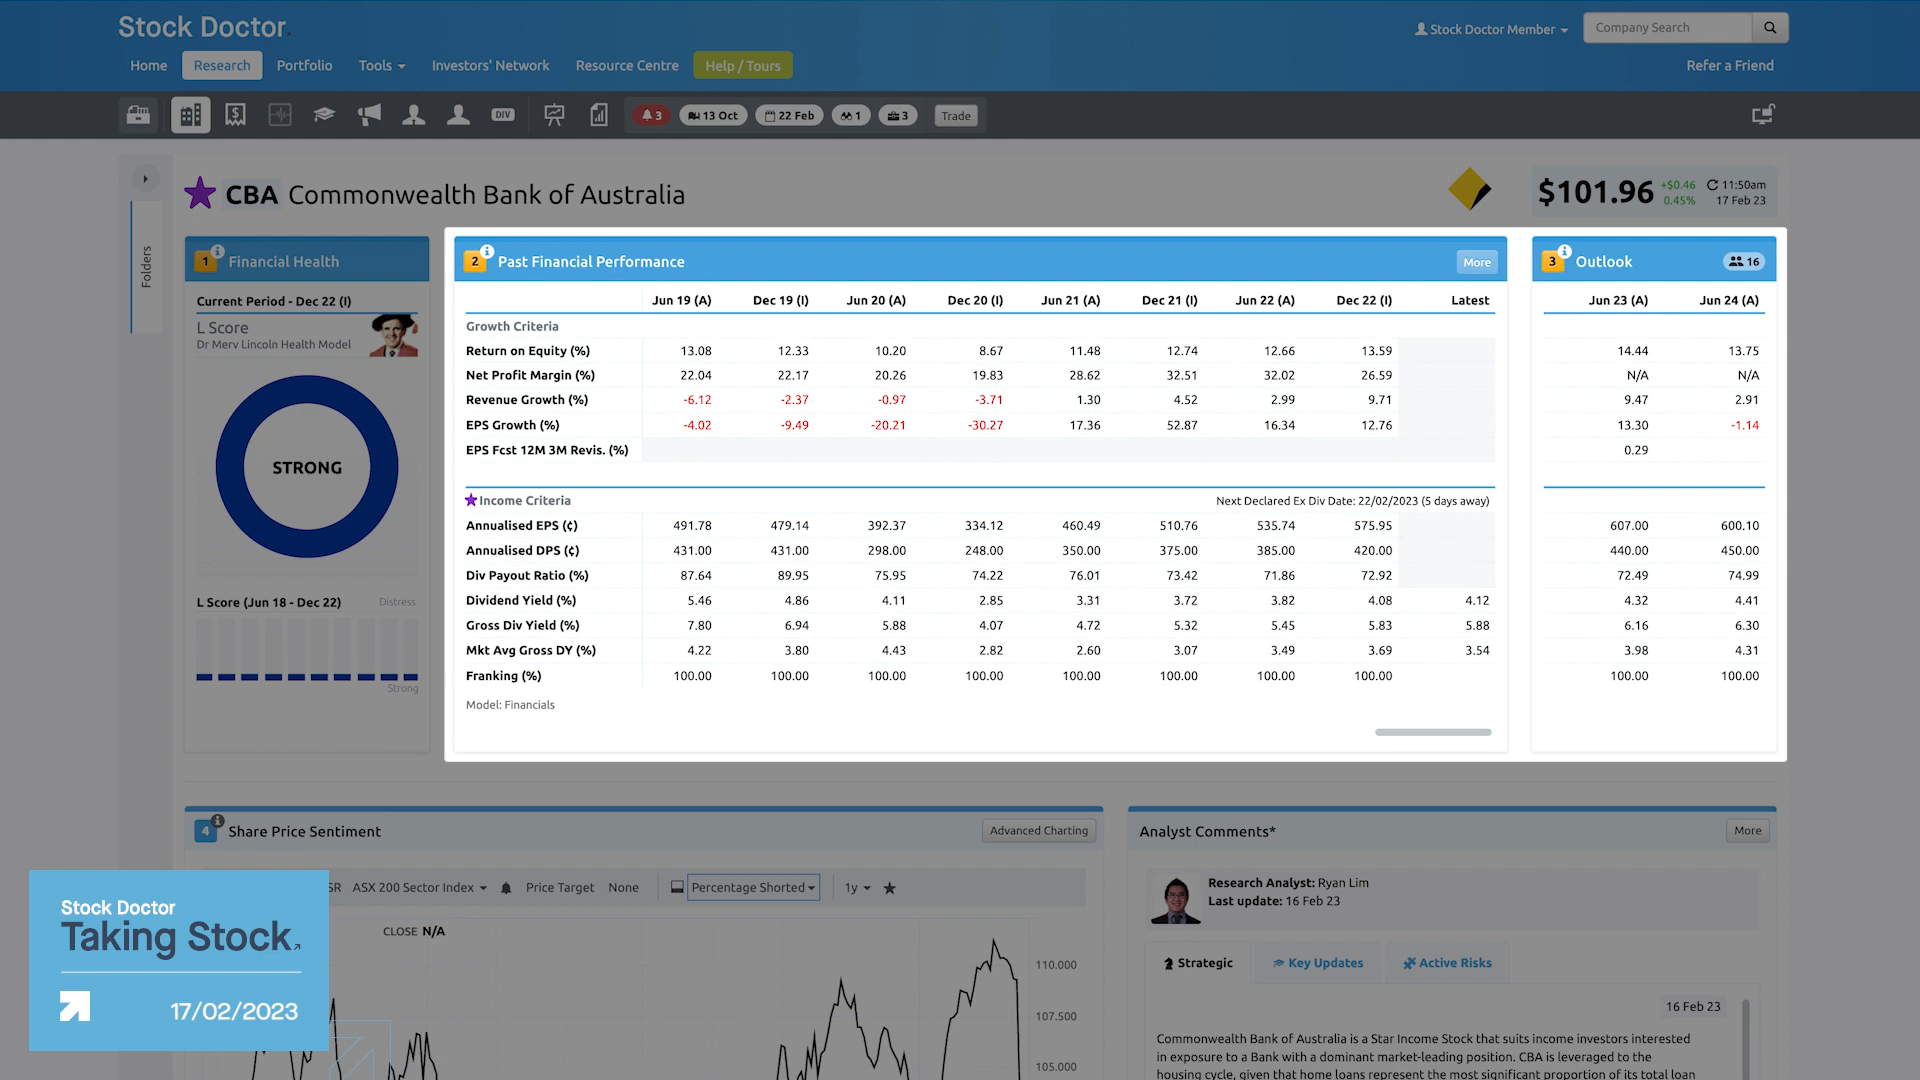 Stock Doctor
Stock Doctor Member
Company Search
Home Research Portfolio Tools Investors' Network Resource Centre Help / Tours Refer a Friend
DIV 3 13 Oct 22 Feb 1 3 Trade
Folders
CBA Commonwealth Bank of Australia
$101.96 +$0.46 11:50am
0.45% 17 Feb 23
1 i Financial Health
Current Period - Dec 22 (I)
L Score
Dr Merv Lincoln Health Model
STRONG
L Score (Jun 18 - Dec 22) Distress
Strong
2 i Past Financial Performance More
Jun 19 (A) Dec 19 (I) Jun 20 (A) Dec 20 (I) Jun 21 (A) Dec 21 (I) Jun 22 (A) Dec 22 (I) Latest
Growth Criteria
Return on Equity (%) 13.08 12.33 10.20 8.67 11.48 12.74 12.66 13.59
Net Profit Margin (%) 22.04 22.17 20.26 19.83 28.62 32.51 32.02 26.59
Revenue Growth (%) -6.12 -2.37 -0.97 -3.71 1.30 4.52 2.99 9.71
EPS Growth (%) -4.02 -9.49 -20.21 -30.27 17.36 52.87 16.34 12.76
EPS Fcst 12M 3M Revis. (%)
Income Criteria Next Declared Ex Div Date: 22/02/2023 (5 days away)
Annualised EPS (¢) 491.78 479.14 392.37 334.12 460.49 510.76 535.74 575.95
Annualised DPS (¢) 431.00 431.00 298.00 248.00 350.00 375.00 385.00 420.00
Div Payout Ratio (%) 87.64 89.95 75.95 74.22 76.01 73.42 71.86 72.92
Dividend Yield (%) 5.46 4.86 4.11 2.85 3.31 3.72 3.82 4.08 4.12
Gross Div Yield (%) 7.80 6.94 5.88 4.07 4.72 5.32 5.45 5.83 5.88
Mkt Avg Gross DY (%) 4.22 3.80 4.43 2.82 2.60 3.07 3.49 3.69 3.54
Franking (%) 100.00 100.00 100.00 100.00 100.00 100.00 100.00 100.00
Model: Financials
3 i Outlook 16
Jun 23 (A) Jun 24 (A)
14.44 13.75
N/A N/A
9.47 2.91
13.30 -1.14
0.29
607.00 600.10
440.00 450.00
72.49 74.99
4.32 4.41
6.16 6.30
3.98 4.31
100.00 100.00
4 i Share Price Sentiment Advanced Charting
SR ASX 200 Sector Index Price Target None Percentage Shorted 1y
CLOSE N/A
110.000
107.500
105.000
Analyst Comments* More
Research Analyst: Ryan Lim
Last update: 16 Feb 23
Strategic Key Updates Active Risks
16 Feb 23
Commonwealth Bank of Australia is a Star Income Stock that suits income investors interested
in exposure to a Bank with a dominant market-leading position. CBA is leveraged to the
housing cycle, given that home loans represent the most significant proportion of its total loan
Stock Doctor
Taking Stock.
17/02/2023